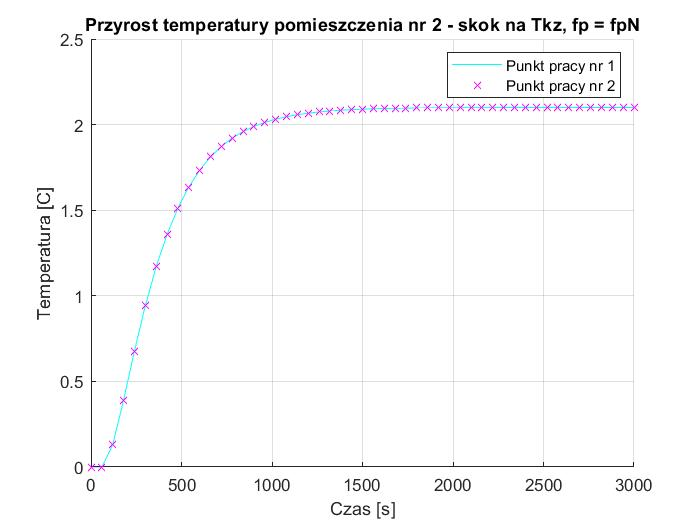 Przyrost temperatury pomieszczenia nr 2 - skok na Tkz, fp = fpN
2.5
Punkt pracy nr 1
Punkt pracy nr 2
2
1.5
1
0.5
0
Temperatura [C]
0 500 1000 1500 2000 2500 3000
Czas [s]